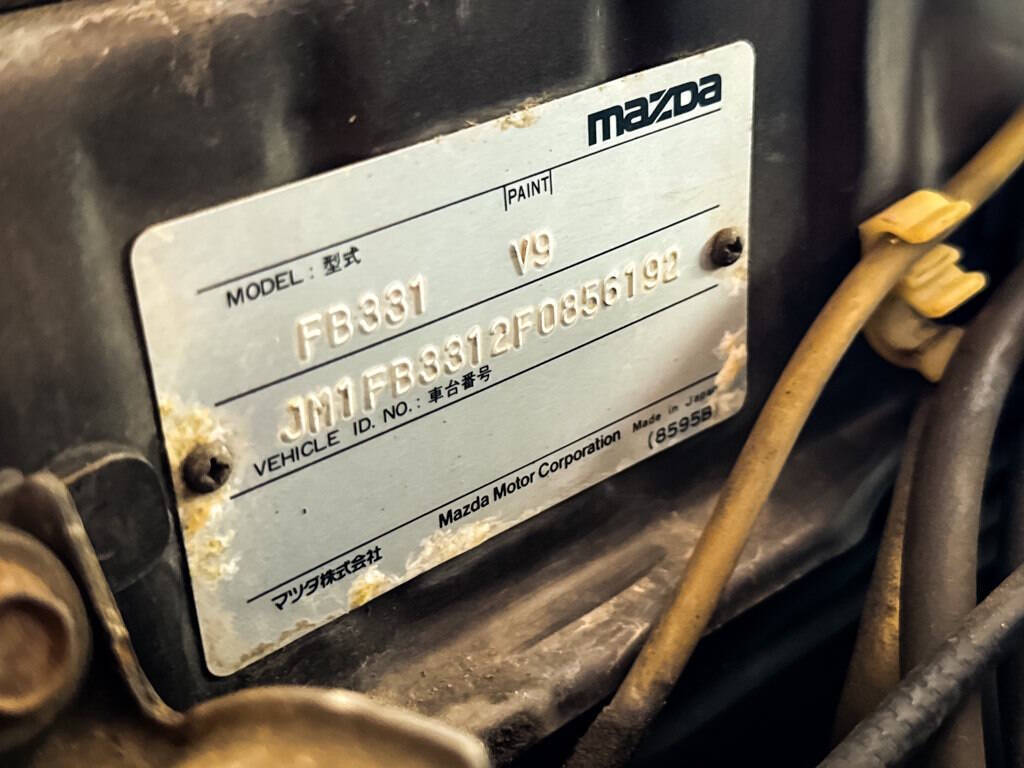 mazda
PAINT
MODEL : 型式
FB331 V9
JM1FB3312F0856192
VEHICLE ID. NO. : 車台番号
Mazda Motor Corporation Made in Japan
マツダ株式会社 (8595B)